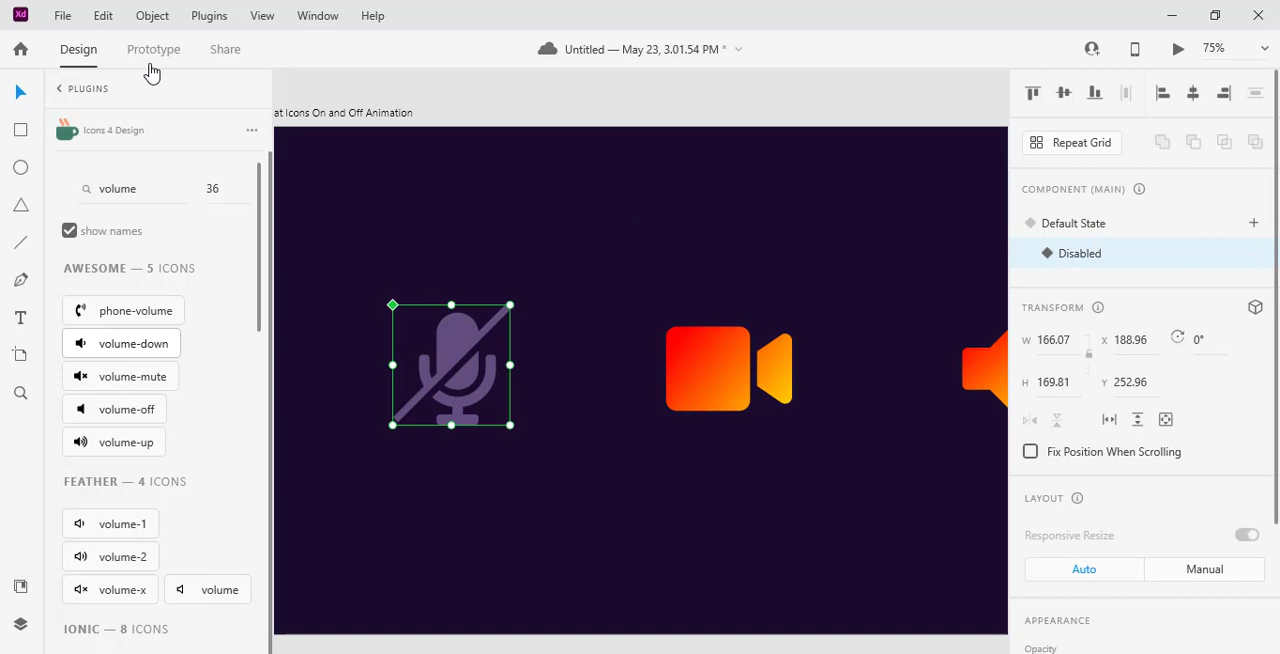 Xd File Edit Object Plugins View Window Help
Design Prototype Share Untitled — May 23, 3.01.54 PM * 75%
PLUGINS
Icons 4 Design
at Icons On and Off Animation
volume 36
show names
AWESOME — 5 ICONS
phone-volume
volume-down
volume-mute
volume-off
volume-up
FEATHER — 4 ICONS
volume-1
volume-2
volume-x volume
IONIC — 8 ICONS
Repeat Grid
COMPONENT (MAIN)
Default State
Disabled
TRANSFORM
W 166.07 X 188.96 0°
H 169.81 Y 252.96
Fix Position When Scrolling
LAYOUT
Responsive Resize
Auto Manual
APPEARANCE
Opacity